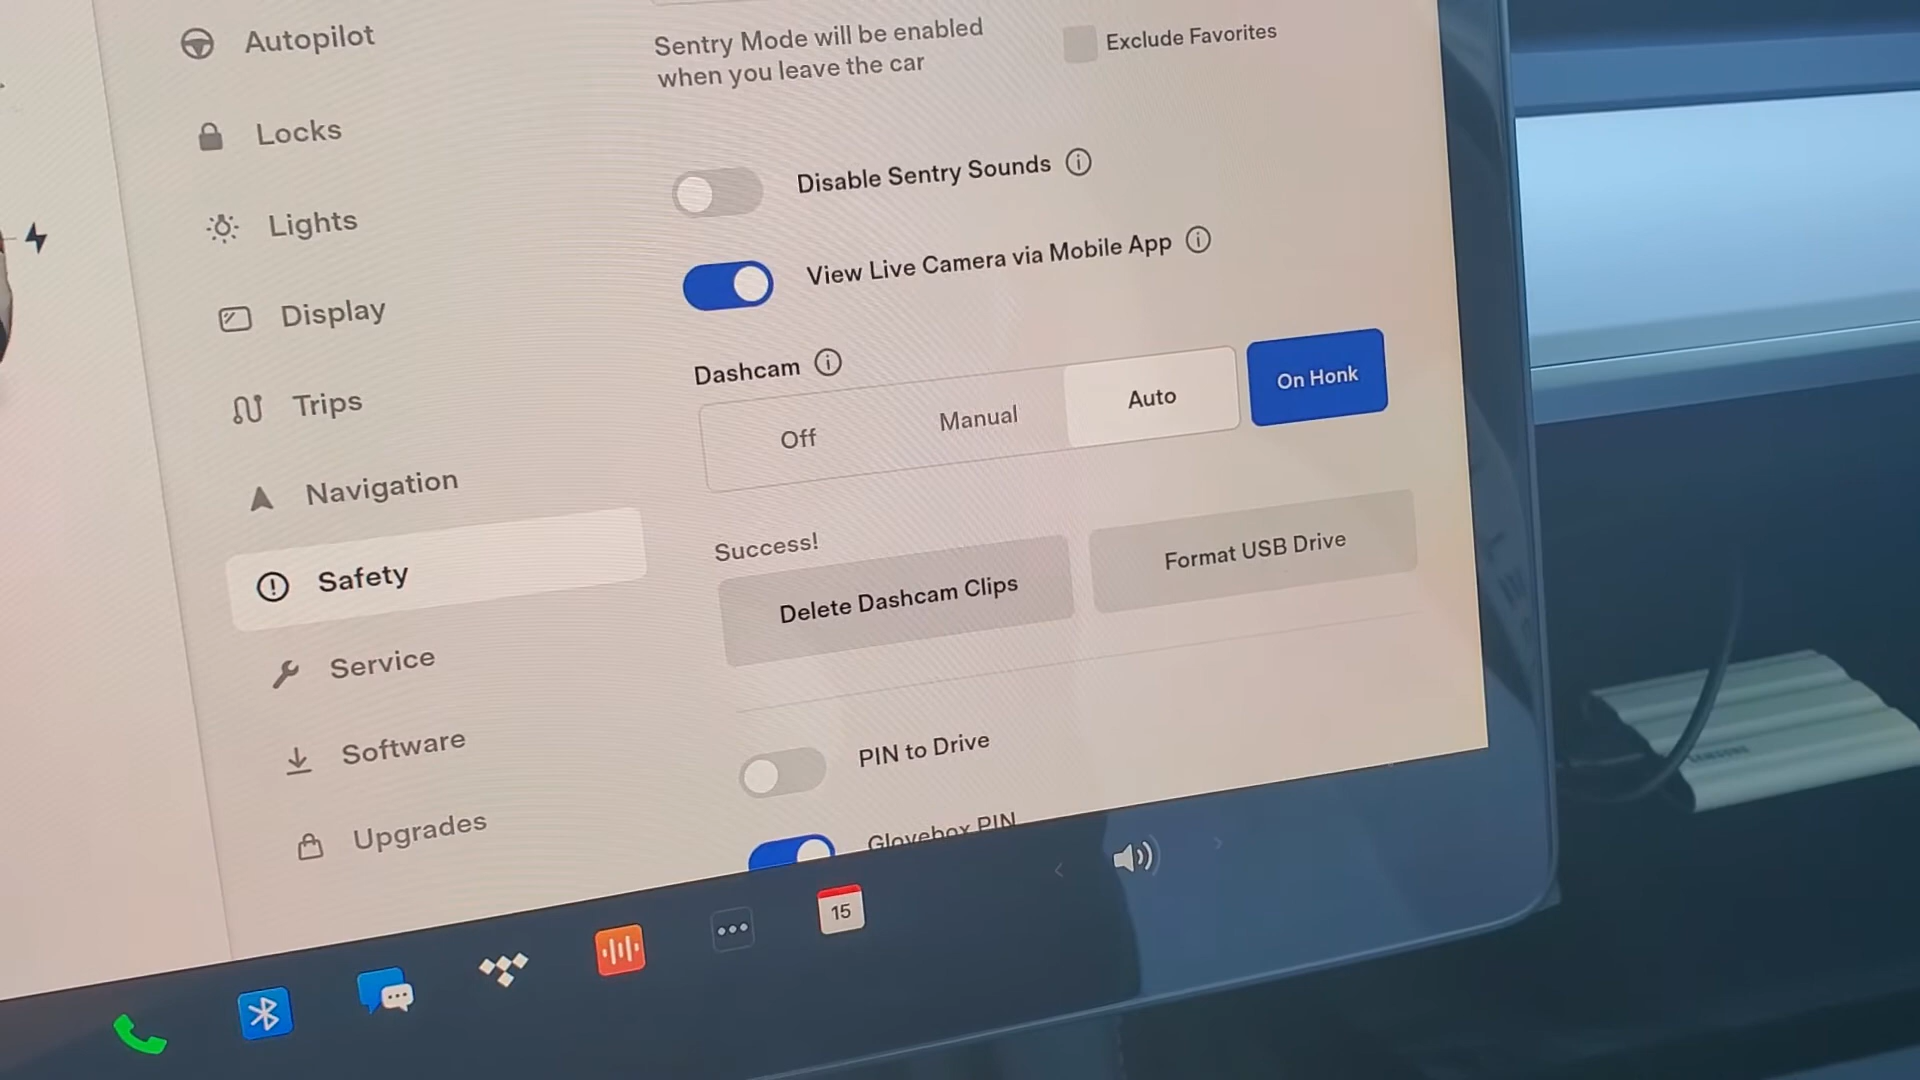 Autopilot
Locks
Lights
Display
Trips
Navigation
Safety
Service
Software
Upgrades
Sentry Mode will be enabled
when you leave the car
Exclude Favorites
Disable Sentry Sounds
View Live Camera via Mobile App
Dashcam
Off
Manual
Auto
On Honk
Success!
Delete Dashcam Clips
Format USB Drive
PIN to Drive
Glovebox PIN
15
SAMSUNG